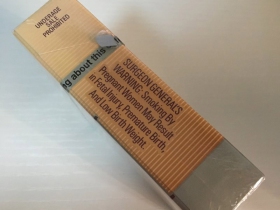 UNDERAGE
SALE
PROHIBITED
ng about this
SURGEON GENERAL'S
WARNING: Smoking By
Pregnant Women May Result
in Fetal Injury, Premature Birth,
And Low Birth Weight.